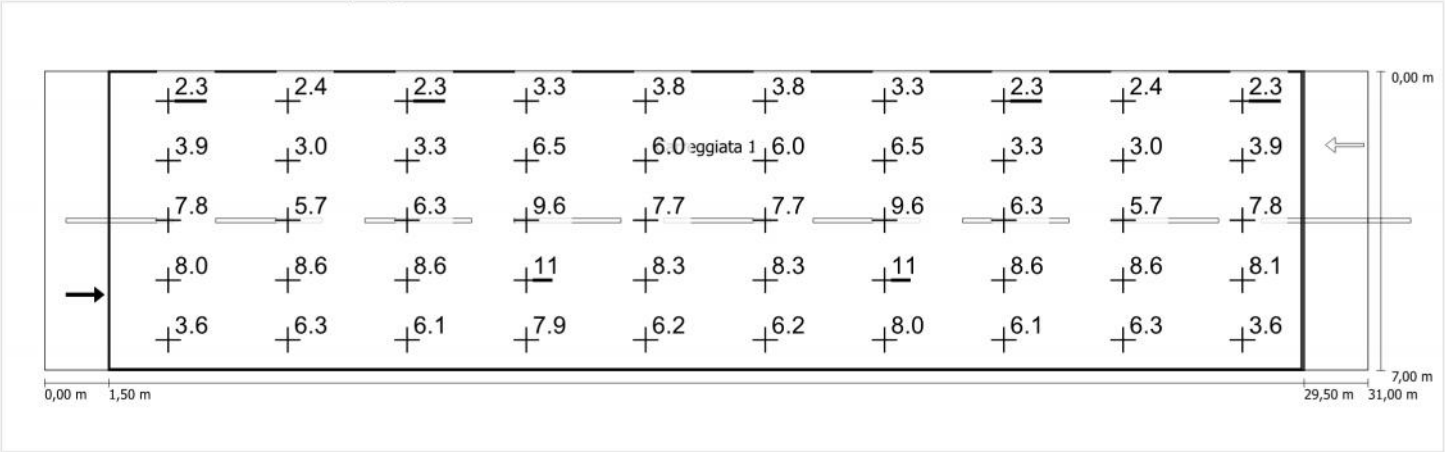 0,00 m
2.3 2.4 2.3 3.3 3.8 3.8 3.3 2.3 2.4 2.3
3.9 3.0 3.3 6.5 6.0 eggiata 1 6.0 6.5 3.3 3.0 3.9
7.8 5.7 6.3 9.6 7.7 7.7 9.6 6.3 5.7 7.8
8.0 8.6 8.6 11 8.3 8.3 11 8.6 8.6 8.1
3.6 6.3 6.1 7.9 6.2 6.2 8.0 6.1 6.3 3.6
7,00 m
0,00 m 1,50 m 29,50 m 31,00 m